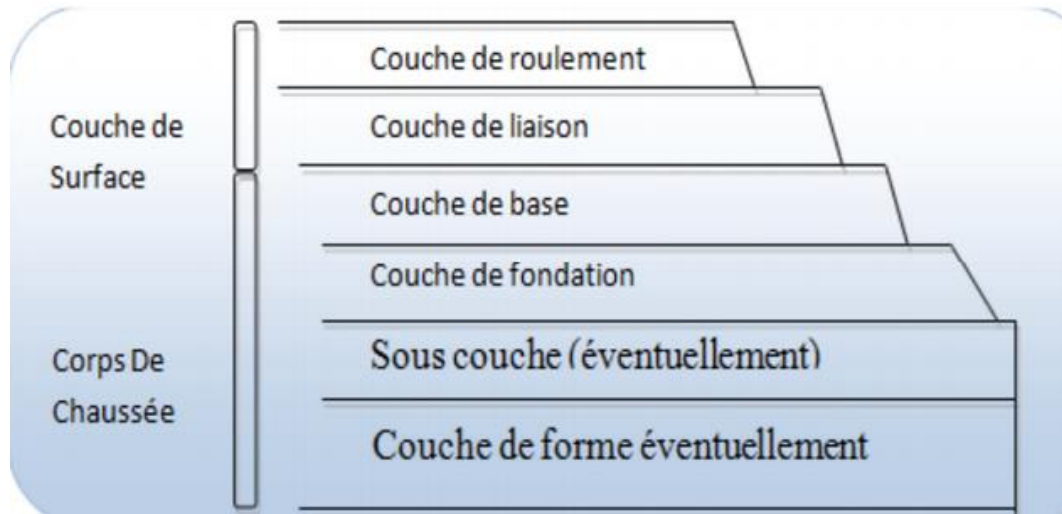 Couche de roulement
Couche de liaison
Couche de
Surface
Couche de base
Couche de fondation
Sous couche (éventuellement)
Corps De
Chaussée
Couche de forme éventuellement